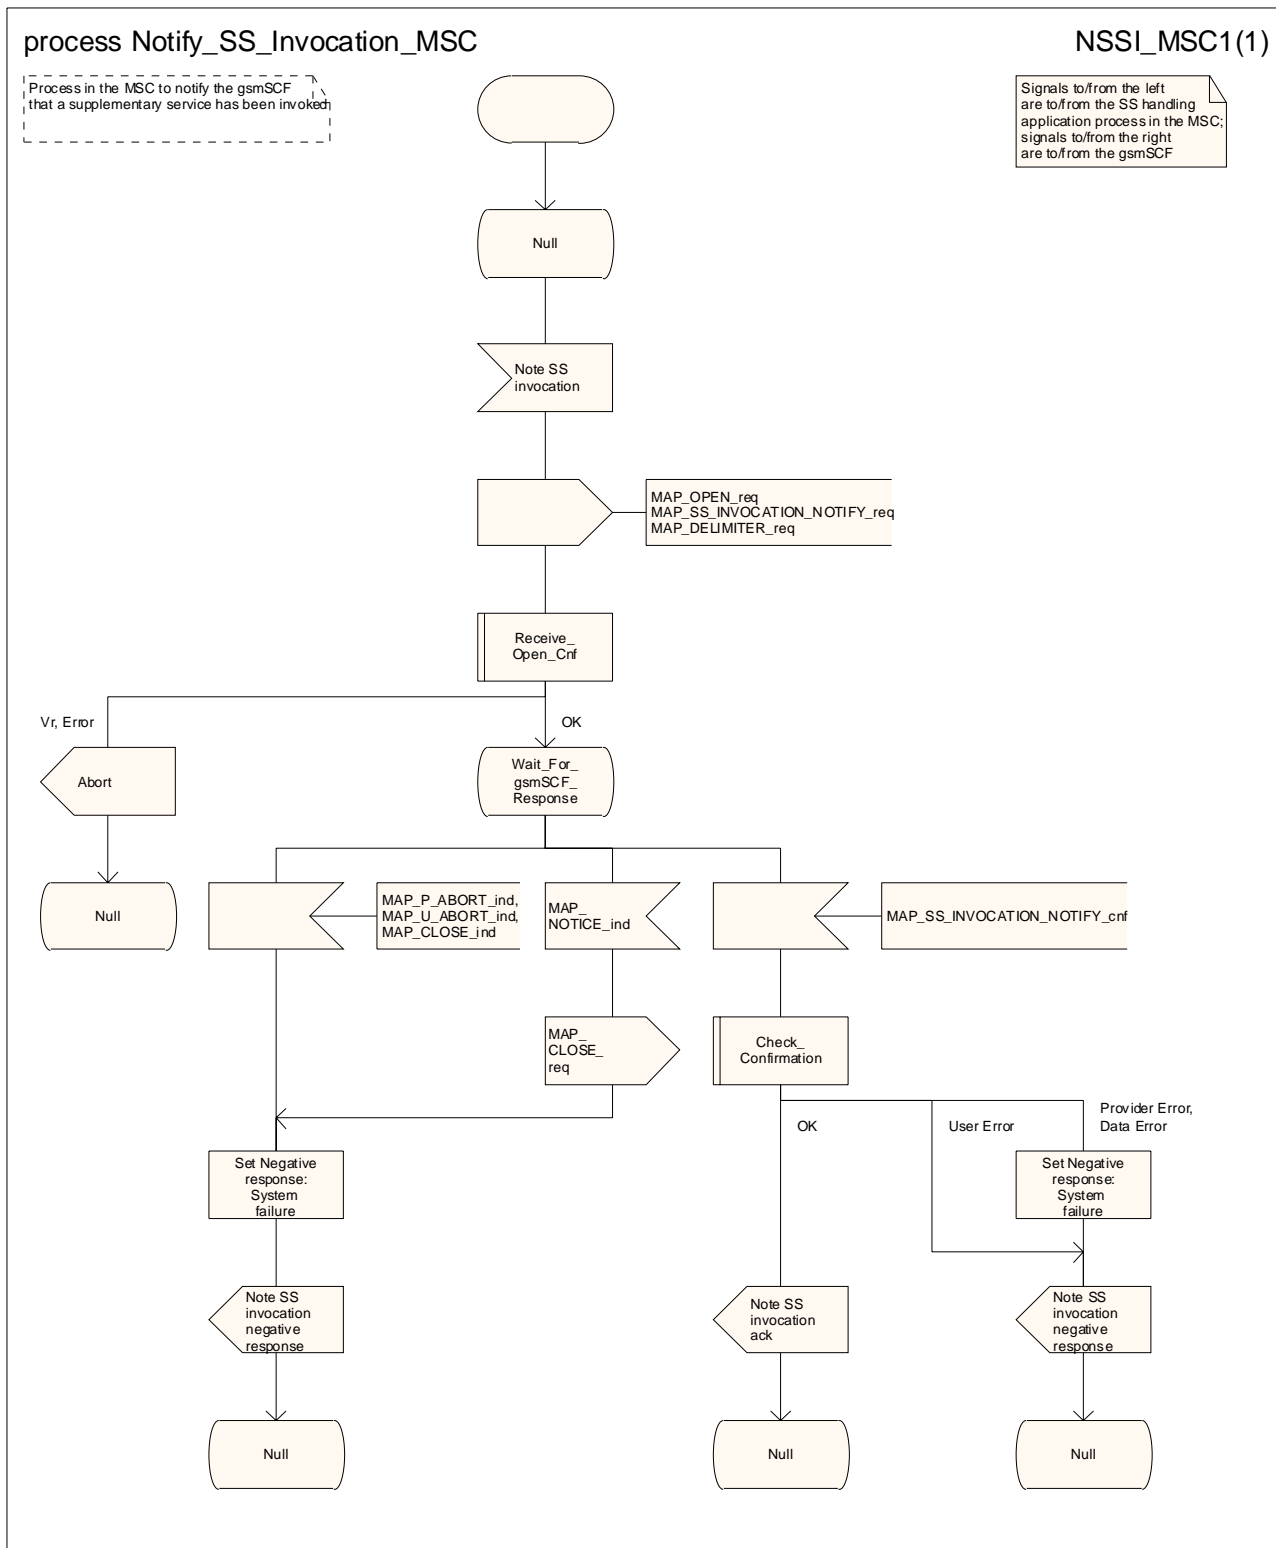 process Notify_SS_Invocation_MSC
NSSI_MSC1(1)
Process in the MSC to notify the gsmSCF
that a supplementary service has been invoked
Signals to/from the left
are to/from the SS handling
application process in the MSC;
signals to/from the right
are to/from the gsmSCF
Null
Note SS
invocation
MAP_OPEN_req
MAP_SS_INVOCATION_NOTIFY_req
MAP_DELIMITER_req
Receive_
Open_Cnf
Vr, Error
OK
Abort
Wait_For_
gsmSCF_
Response
Null
MAP_P_ABORT_ind,
MAP_U_ABORT_ind,
MAP_CLOSE_ind
MAP_
NOTICE_ind
MAP_SS_INVOCATION_NOTIFY_cnf
MAP_
CLOSE_
req
Check_
Confirmation
OK
User Error
Provider Error,
Data Error
Set Negative
response:
System
failure
Set Negative
response:
System
failure
Note SS
invocation
negative
response
Note SS
invocation
ack
Note SS
invocation
negative
response
Null
Null
Null